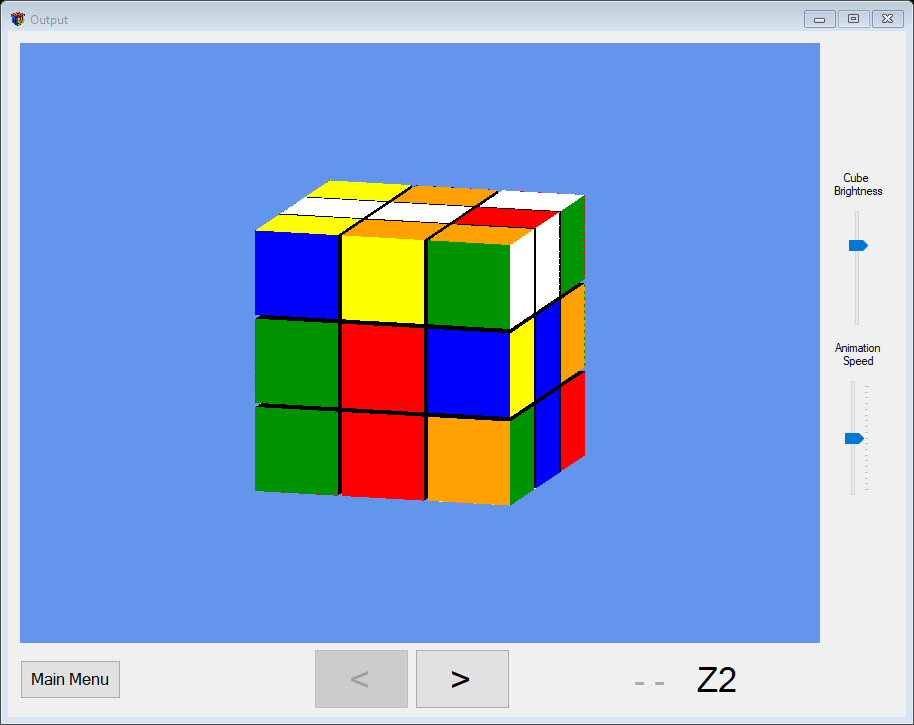 Output
Cube
Brightness
Animation
Speed
Main Menu
<
>
- -
Z2